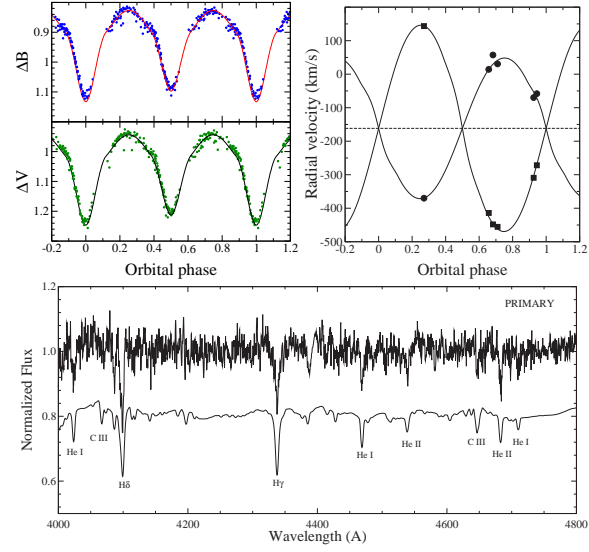 ΔB
0.9
1
1.1
ΔV
1
1.1
1.2
-0.2 0 0.2 0.4 0.6 0.8 1 1.2
Orbital phase
Radial velocity (km/s)
100
0
-100
-200
-300
-400
-500
-0.2 0 0.2 0.4 0.6 0.8 1 1.2
Orbital phase
Normalized Flux
1.2
1.0
0.8
0.6
PRIMARY
He I
C III
Hδ
Hγ
He I
He II
C III
He II
He I
4000 4200 4400 4600 4800
Wavelength (A)